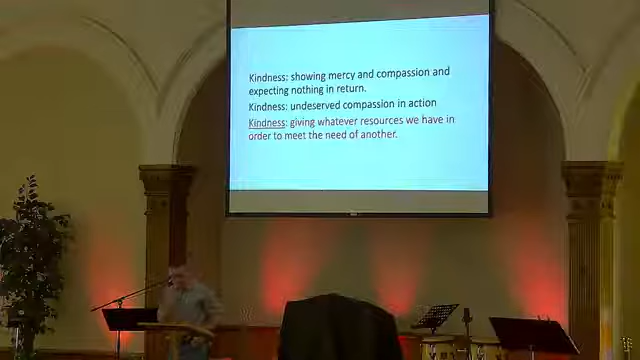 Kindness: showing mercy and compassion and
expecting nothing in return.
Kindness: undeserved compassion in action
Kindness: giving whatever resources we have in
order to meet the need of another.